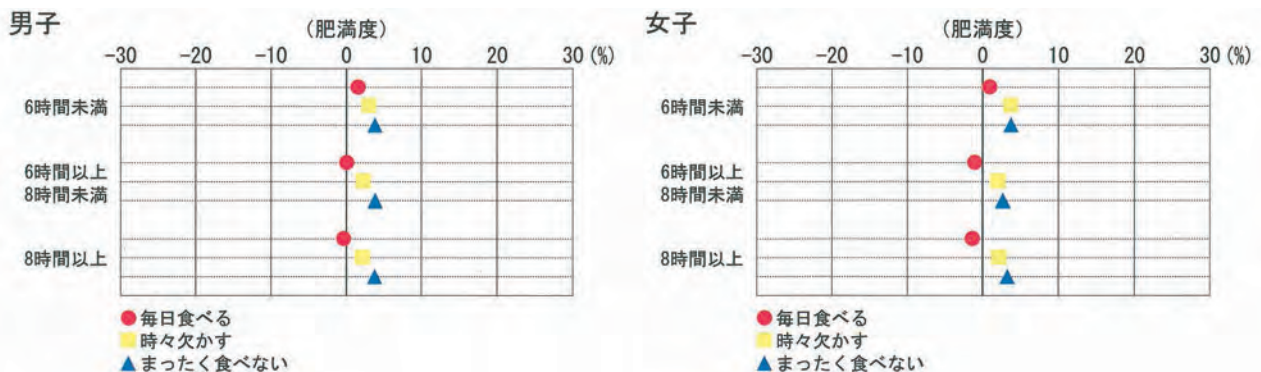 男子
(肥満度)
-30 -20 -10 0 10 20 30 (%)
6時間未満
6時間以上
8時間未満
8時間以上
毎日食べる
時々欠かす
まったく食べない
女子
(肥満度)
-30 -20 -10 0 10 20 30 (%)
6時間未満
6時間以上
8時間未満
8時間以上
毎日食べる
時々欠かす
まったく食べない